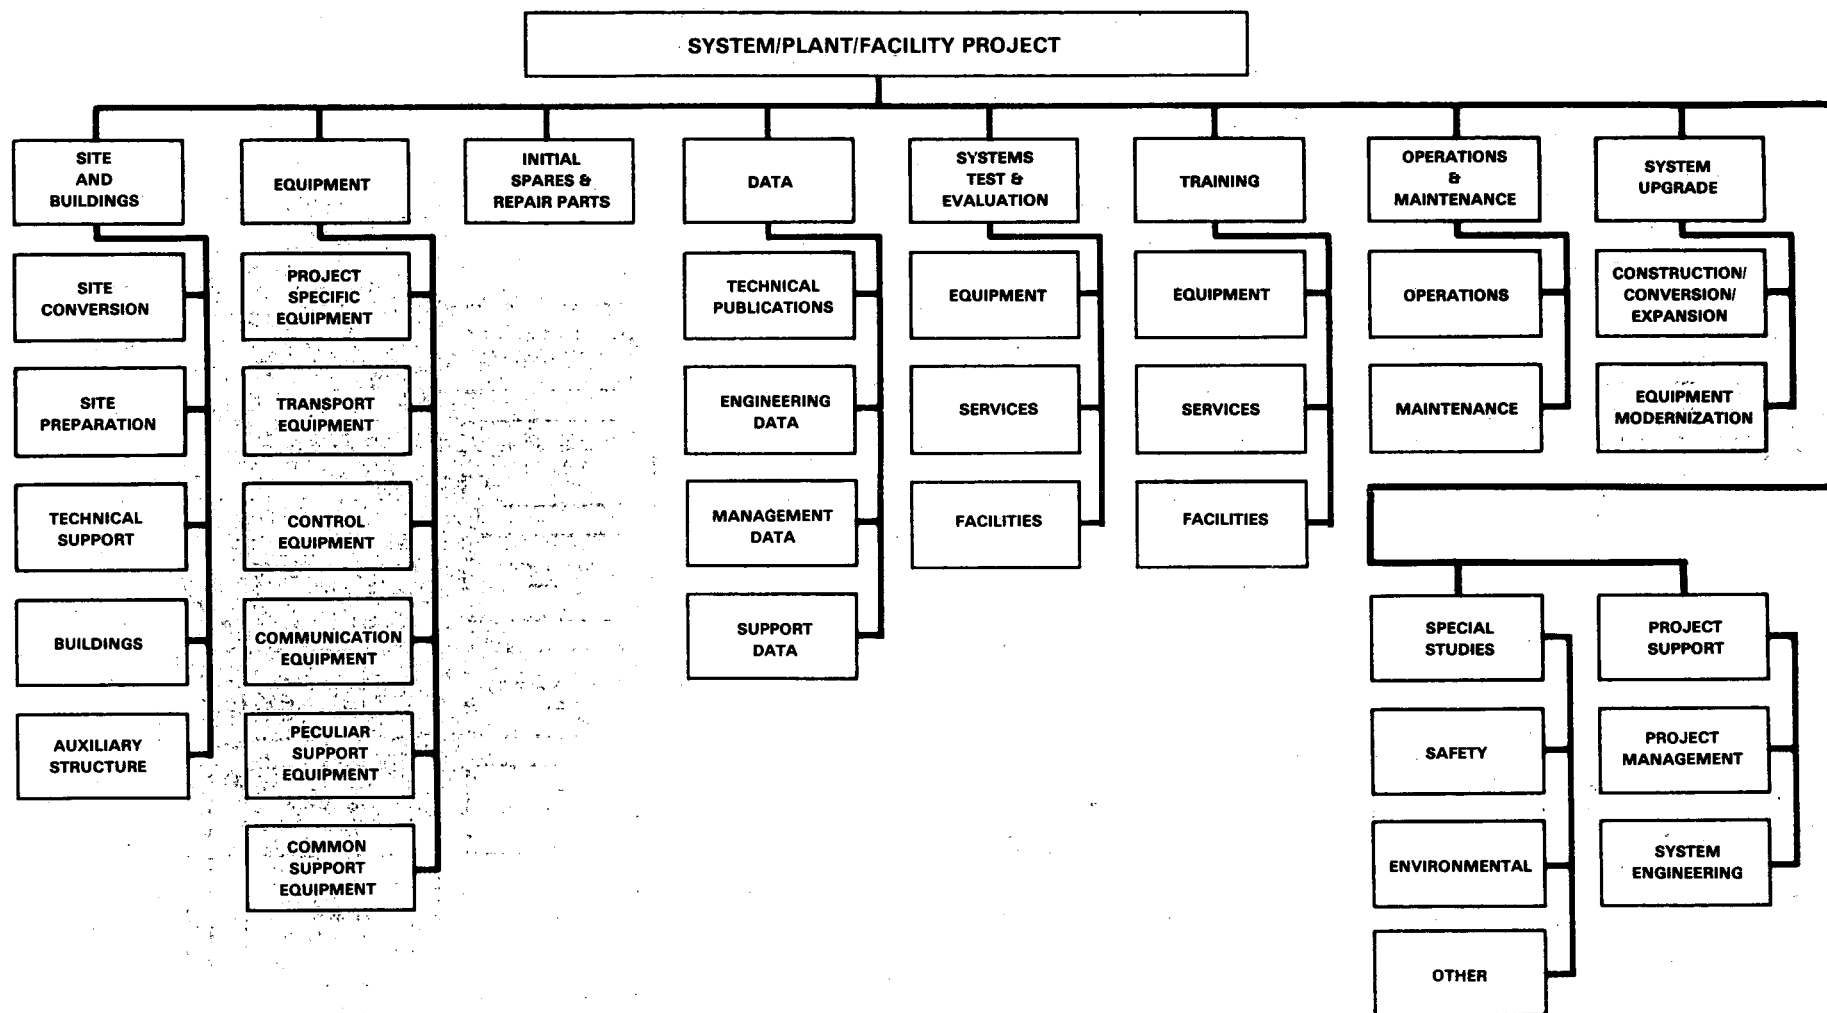 SYSTEM/PLANT/FACILITY PROJECT
SITE
AND
BUILDINGS
SITE
CONVERSION
SITE
PREPARATION
TECHNICAL
SUPPORT
BUILDINGS
AUXILIARY
STRUCTURE
EQUIPMENT
PROJECT
SPECIFIC
EQUIPMENT
TRANSPORT
EQUIPMENT
CONTROL
EQUIPMENT
COMMUNICATION
EQUIPMENT
PECULIAR
SUPPORT
EQUIPMENT
COMMON
SUPPORT
EQUIPMENT
INITIAL
SPARES &
REPAIR PARTS
DATA
TECHNICAL
PUBLICATIONS
ENGINEERING
DATA
MANAGEMENT
DATA
SUPPORT
DATA
SYSTEMS
TEST &
EVALUATION
EQUIPMENT
SERVICES
FACILITIES
TRAINING
EQUIPMENT
SERVICES
FACILITIES
OPERATIONS
&
MAINTENANCE
OPERATIONS
MAINTENANCE
SYSTEM
UPGRADE
CONSTRUCTION/
CONVERSION/
EXPANSION
EQUIPMENT
MODERNIZATION
SPECIAL
STUDIES
SAFETY
ENVIRONMENTAL
OTHER
PROJECT
SUPPORT
PROJECT
MANAGEMENT
SYSTEM
ENGINEERING